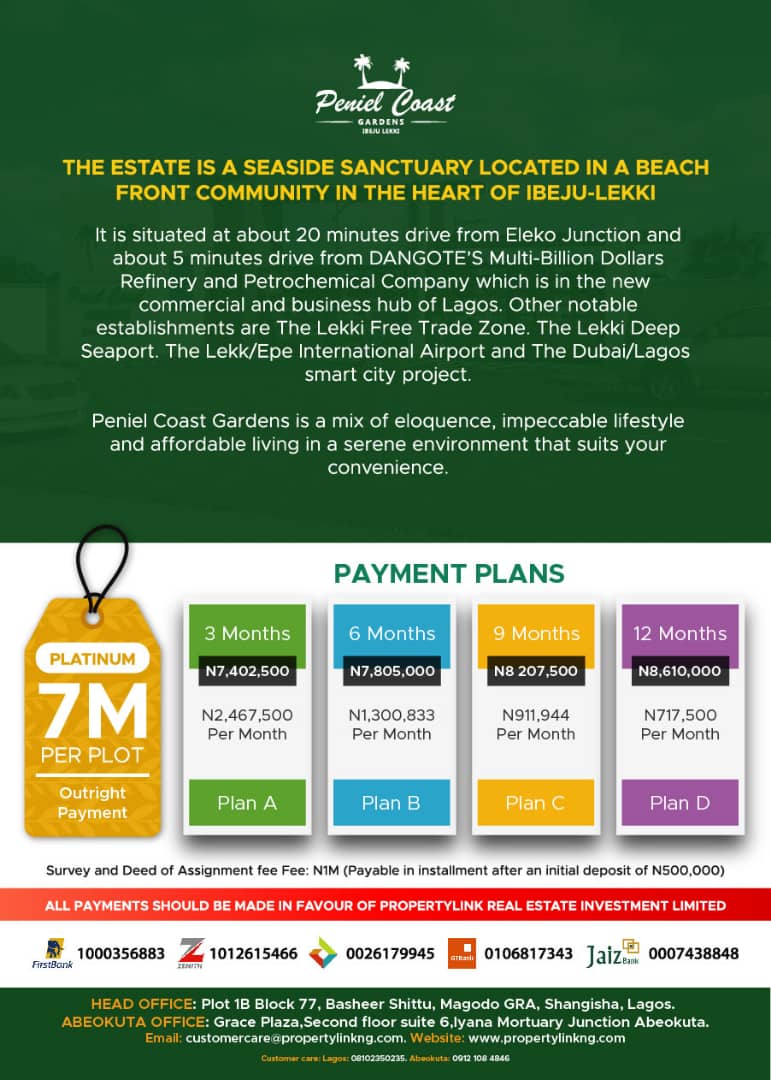 Peniel Coast
GARDENS
IBEJU LEKKI
THE ESTATE IS A SEASIDE SANCTUARY LOCATED IN A BEACH
FRONT COMMUNITY IN THE HEART OF IBEJU-LEKKI
It is situated at about 20 minutes drive from Eleko Junction and
about 5 minutes drive from DANGOTE'S Multi-Billion Dollars
Refinery and Petrochemical Company which is in the new
commercial and business hub of Lagos. Other notable
establishments are The Lekki Free Trade Zone. The Lekki Deep
Seaport. The Lekk/Epe International Airport and The Dubai/Lagos
smart city project.
Peniel Coast Gardens is a mix of eloquence, impeccable lifestyle
and affordable living in a serene environment that suits your
convenience.
PLATINUM
7M
PER PLOT
Outright
Payment
PAYMENT PLANS
3 Months
N7,402,500
N2,467,500
Per Month
Plan A
6 Months
N7,805,000
N1,300,833
Per Month
Plan B
9 Months
N8 207,500
N911,944
Per Month
Plan C
12 Months
N8,610,000
N717,500
Per Month
Plan D
Survey and Deed of Assignment fee Fee: N1M (Payable in installment after an initial deposit of N500,000)
ALL PAYMENTS SHOULD BE MADE IN FAVOUR OF PROPERTYLINK REAL ESTATE INVESTMENT LIMITED
FirstBank 1000356883 ZENITH 1012615466 0026179945 GTBank 0106817343 Jaiz Bank 0007438848
HEAD OFFICE: Plot 1B Block 77, Basheer Shittu, Magodo GRA, Shangisha, Lagos.
ABEOKUTA OFFICE: Grace Plaza,Second floor suite 6,Iyana Mortuary Junction Abeokuta.
Email: customercare@propertylinkng.com. Website: www.propertylinkng.com
Customer care: Lagos: 08102350235. Abeokuta: 0912 108 4846